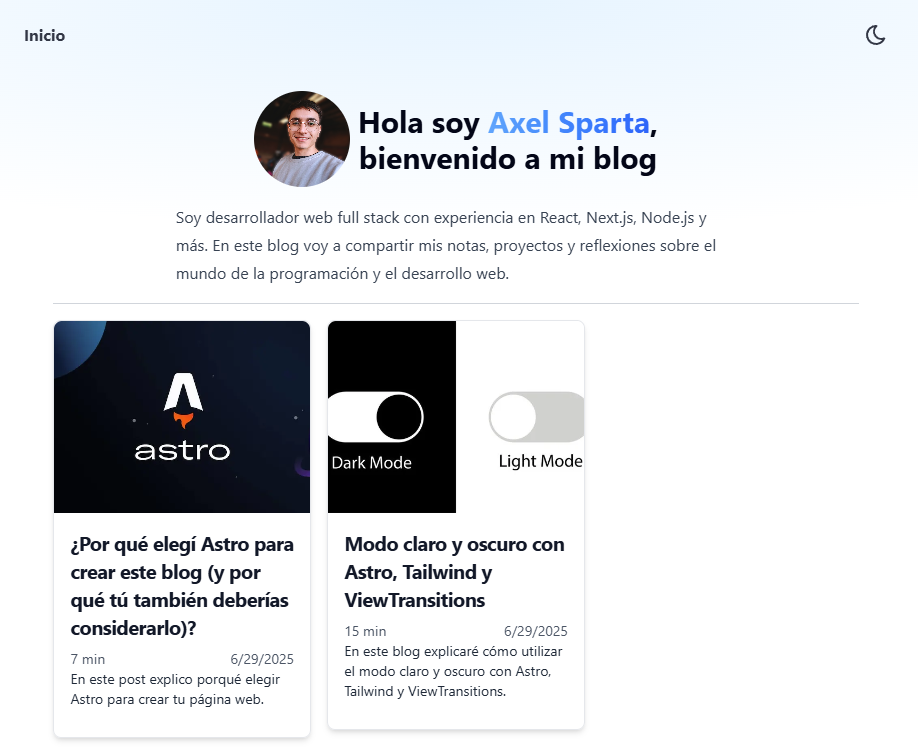 Inicio
Hola soy Axel Sparta,
bienvenido a mi blog
Soy desarrollador web full stack con experiencia en React, Next.js, Node.js y
más. En este blog voy a compartir mis notas, proyectos y reflexiones sobre el
mundo de la programación y el desarrollo web.
astro
¿Por qué elegí Astro para
crear este blog (y por
qué tú también deberías
considerarlo)?
7 min 6/29/2025
En este post explico porqué elegir
Astro para crear tu página web.
Dark Mode Light Mode
Modo claro y oscuro con
Astro, Tailwind y
ViewTransitions
15 min 6/29/2025
En este blog explicaré cómo utilizar
el modo claro y oscuro con Astro,
Tailwind y ViewTransitions.